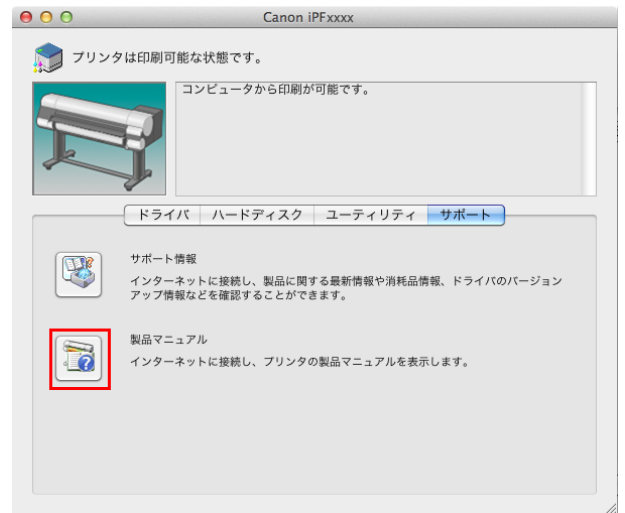 Canon iPFxxxx
プリンタは印刷可能な状態です。
コンピュータから印刷が可能です。
ドライバ ハードディスク ユーティリティ サポート
サポート情報
インターネットに接続し、製品に関する最新情報や消耗品情報、ドライバのバージョン
アップ情報などを確認することができます。
製品マニュアル
インターネットに接続し、プリンタの製品マニュアルを表示します。